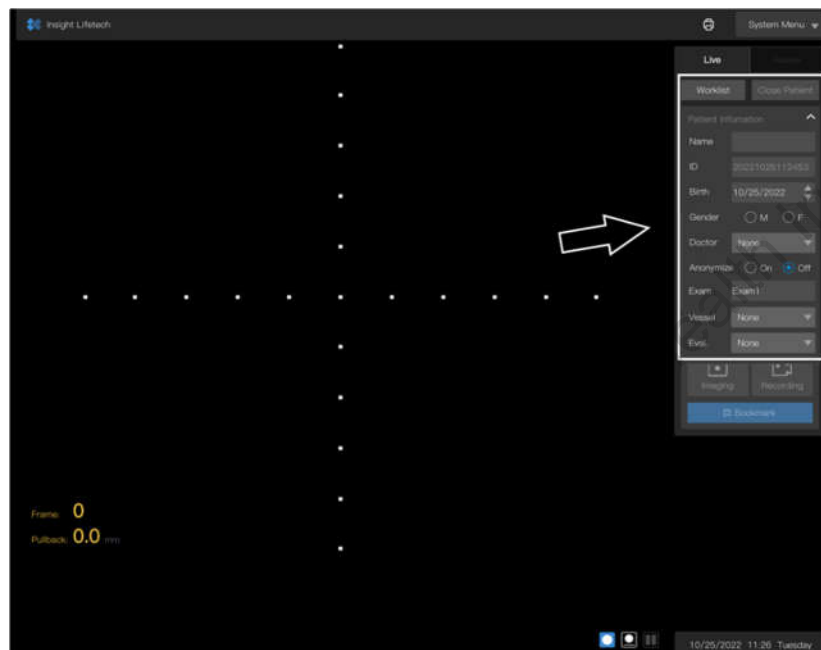 Insight Lifetech
System Menu
Live
Worklist Close Patient
Patient Information
Name
ID 20221025112453
Birth 10/25/2022
Gender M F
Doctor None
Anonymize On Off
Exam Exam1
Vessel None
Eval. None
Imaging Recording
Bookmark
Frame: 0
Pullback: 0.0 mm
10/25/2022 11:26 Tuesday